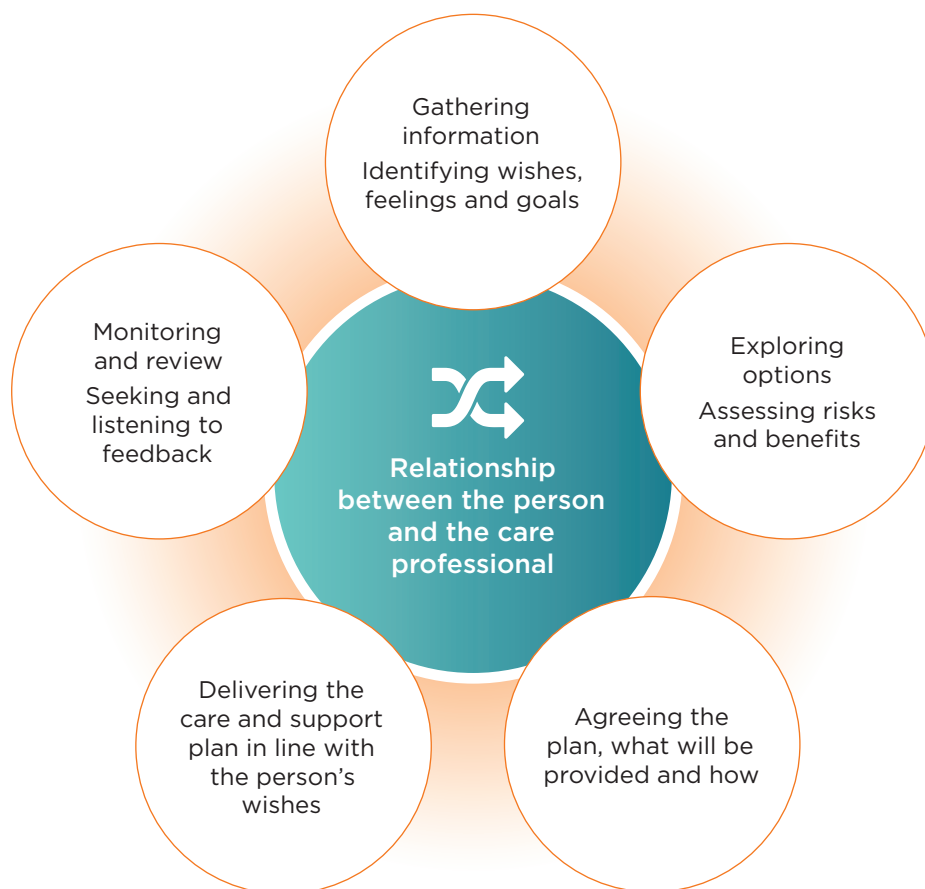 Gathering
information
Identifying wishes,
feelings and goals
Exploring
options
Assessing risks
and benefits
Agreeing the
plan, what will be
provided and how
Delivering the
care and support
plan in line with
the person's
wishes
Monitoring
and review
Seeking and
listening to
feedback
Relationship
between the person
and the care
professional